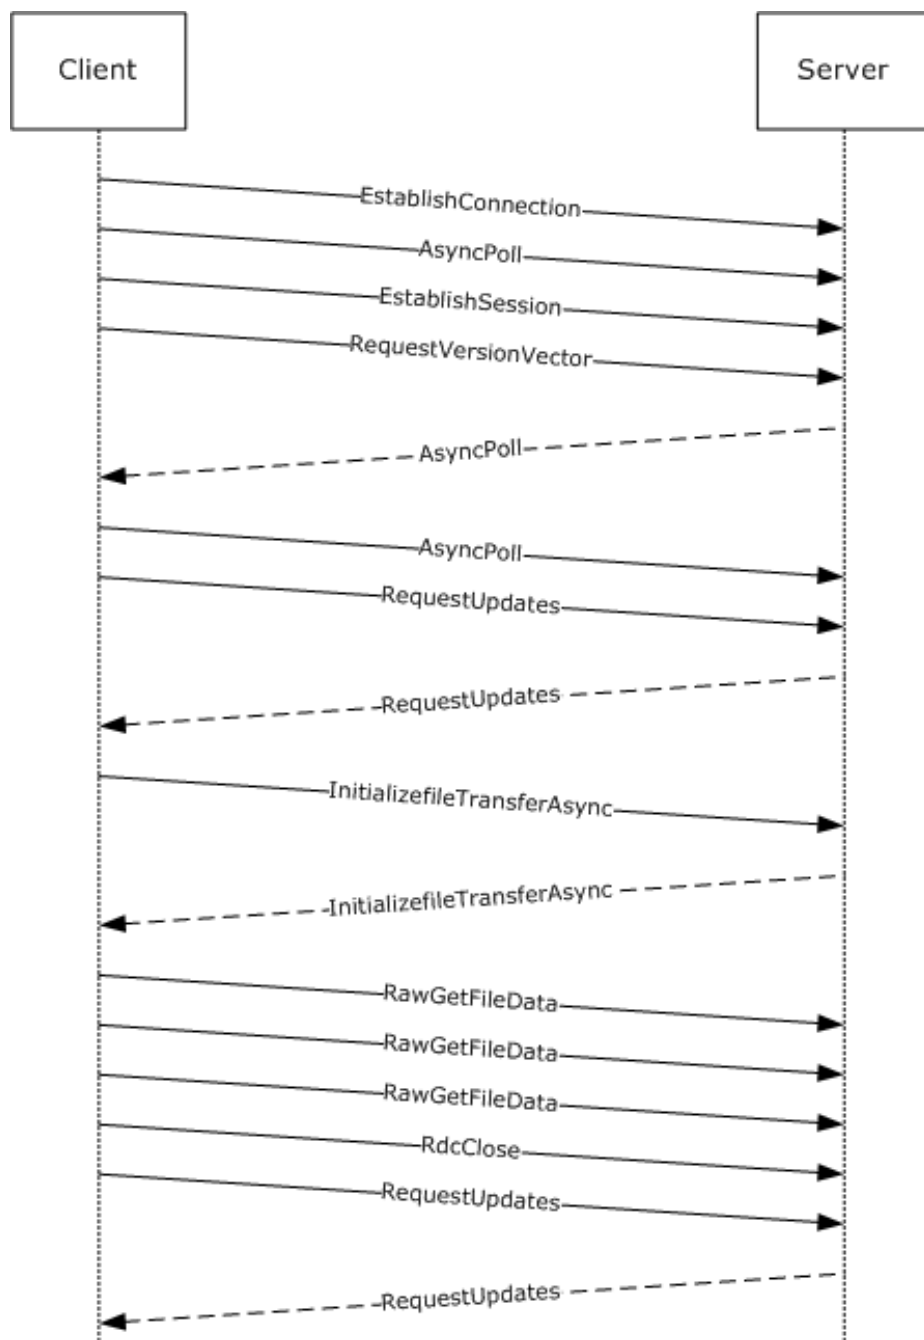 Client
Server
EstablishConnection
AsyncPoll
EstablishSession
RequestVersionVector
AsyncPoll
AsyncPoll
RequestUpdates
RequestUpdates
InitializefileTransferAsync
InitializefileTransferAsync
RawGetFileData
RawGetFileData
RawGetFileData
RdcClose
RequestUpdates
RequestUpdates